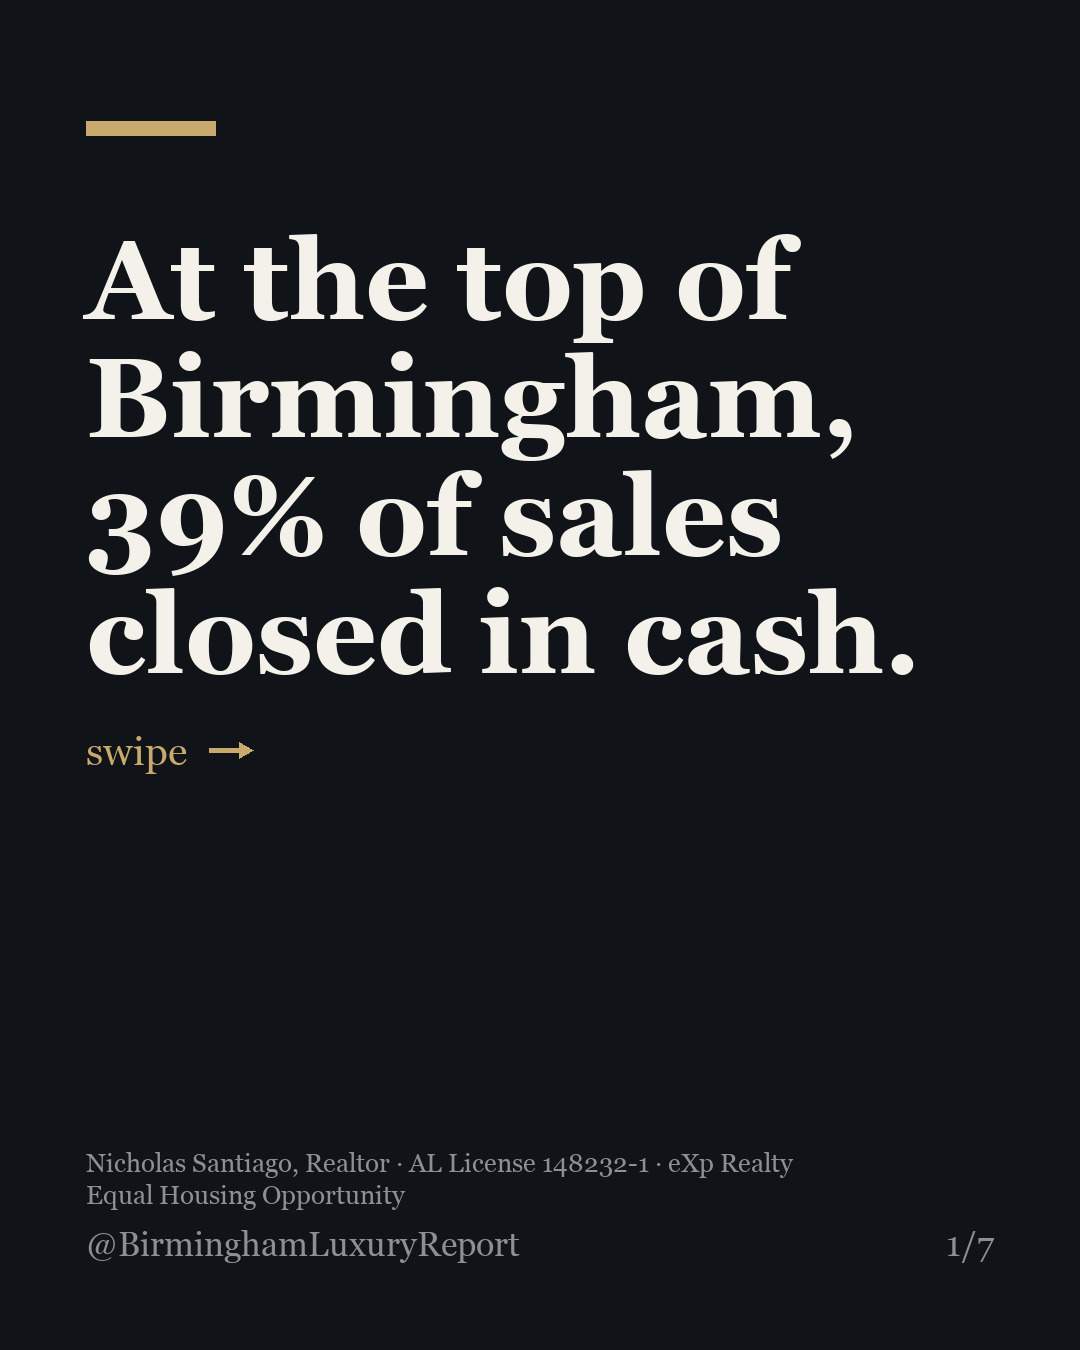 At the top of
Birmingham,
39% of sales
closed in cash.
swipe →
Nicholas Santiago, Realtor · AL License 148232-1 · eXp Realty
Equal Housing Opportunity
@BirminghamLuxuryReport
1/7